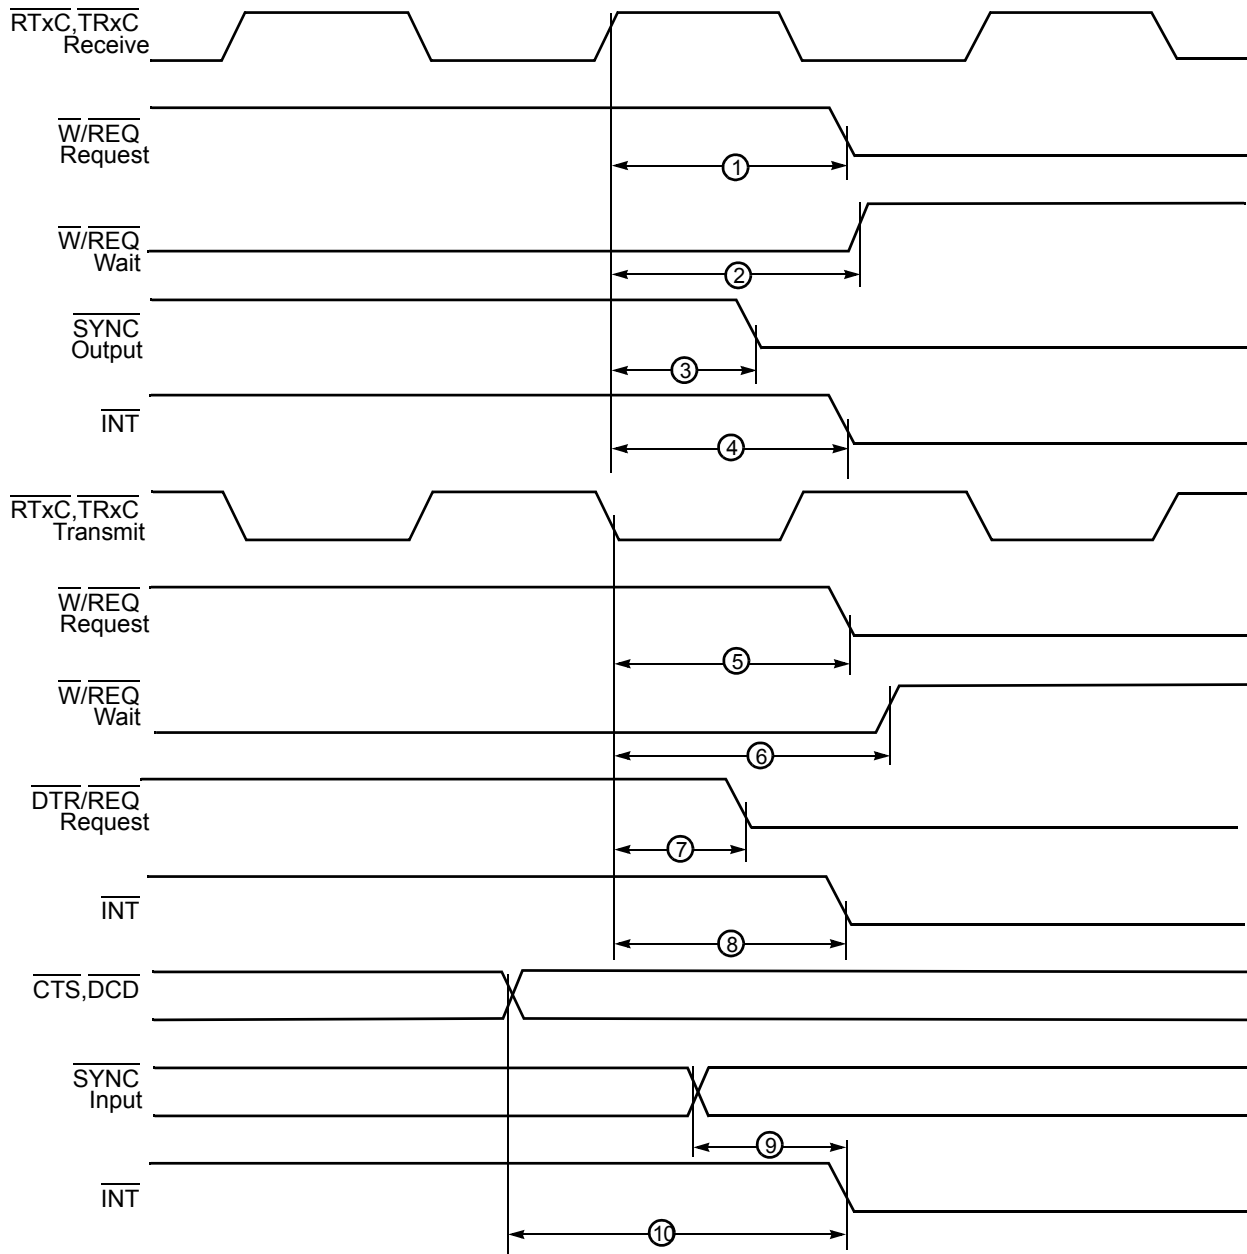 RTxC,TRxC
Receive
W/REQ
Request
1
W/REQ
Wait
2
SYNC
Output
3
INT
4
RTxC,TRxC
Transmit
W/REQ
Request
5
W/REQ
Wait
6
DTR/REQ
Request
7
INT
8
CTS,DCD
SYNC
Input
9
INT
10